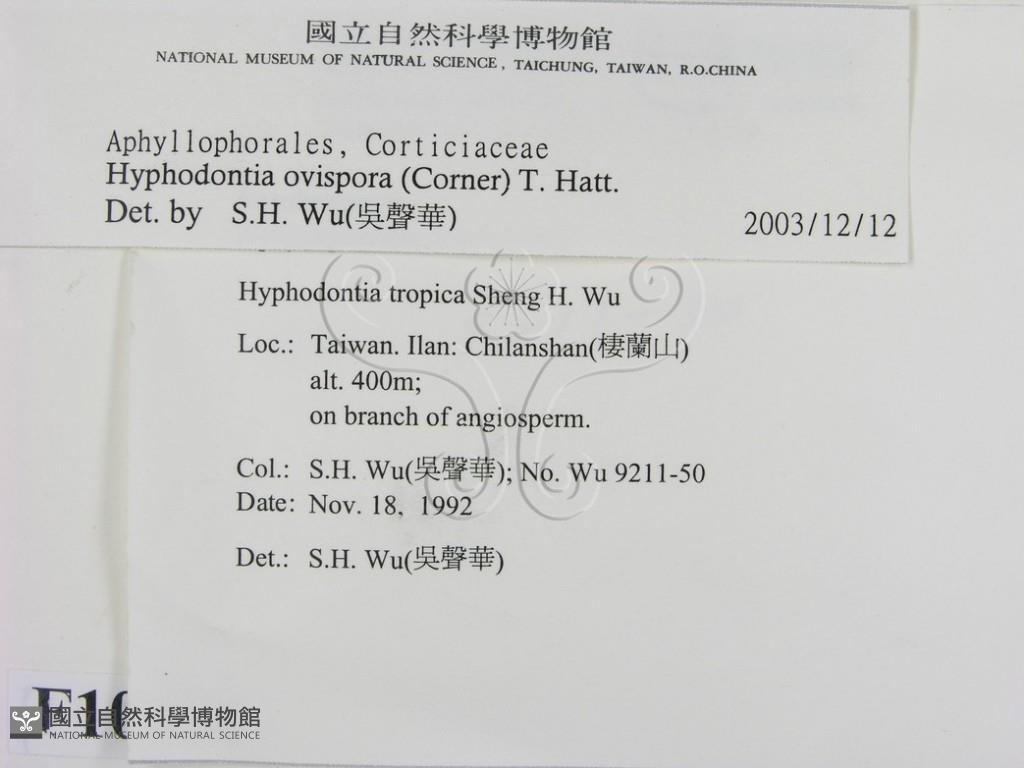 國立自然科學博物館
NATIONAL MUSEUM OF NATURAL SCIENCE, TAICHUNG, TAIWAN, R.O.CHINA
Aphyllophorales, Corticiaceae
Hyphodontia ovispora (Corner) T. Hatt.
Det. by S.H. Wu(吳聲華) 2003/12/12
Hyphodontia tropica Sheng H. Wu
Loc.: Taiwan. Ilan: Chilanshan(棲蘭山)
alt. 400m;
on branch of angiosperm.
Col.: S.H. Wu(吳聲華); No. Wu 9211-50
Date: Nov. 18, 1992
Det.: S.H. Wu(吳聲華)
國立自然科學博物館
NATIONAL MUSEUM OF NATURAL SCIENCE